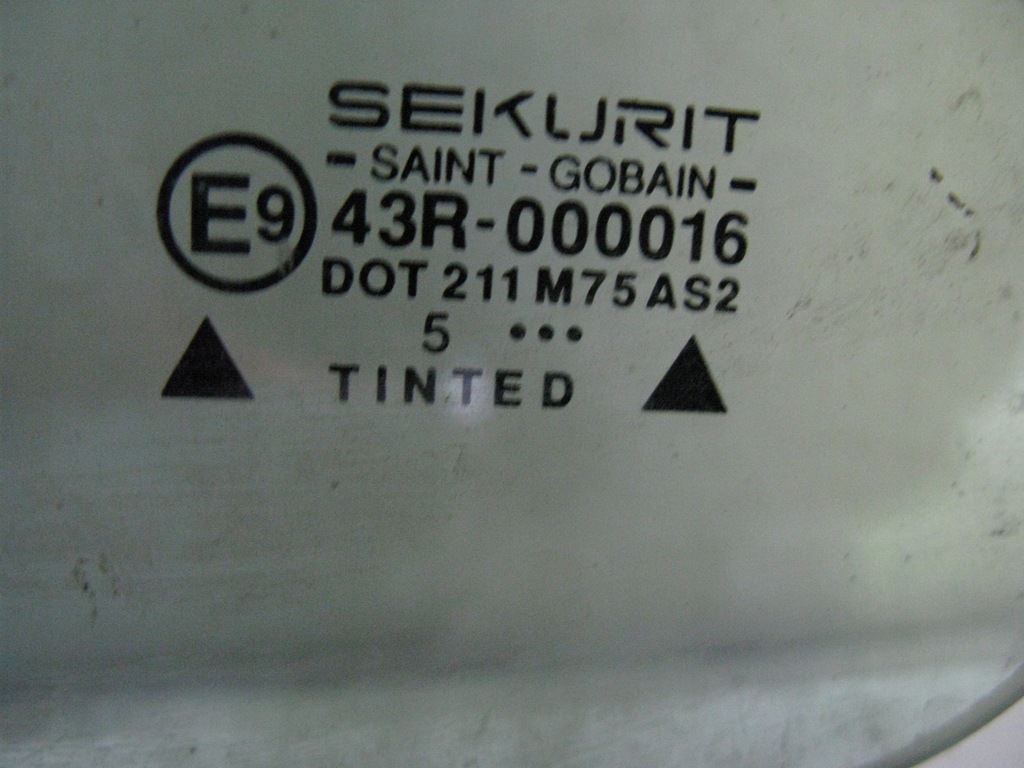 SEKURIT
- SAINT - GOBAIN -
E9 43R-000016
DOT 211 M75 AS2
5 •••
TINTED